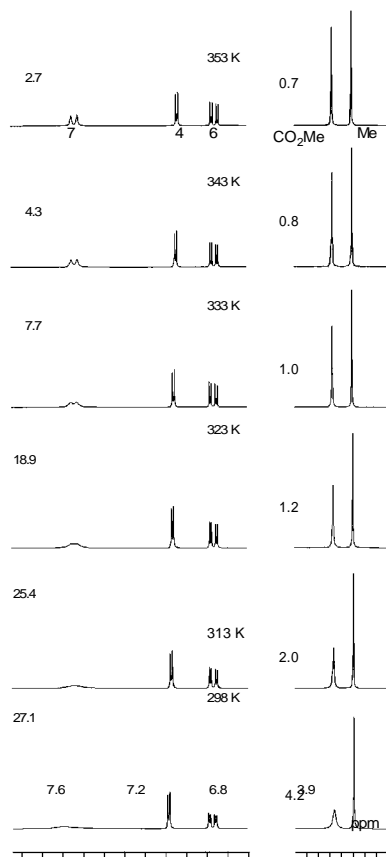 353 K
2.7 0.7
7 4 6 CO₂Me Me
343 K
4.3 0.8
333 K
7.7 1.0
323 K
18.9 1.2
25.4
313 K 2.0
298 K
27.1
7.6 7.2 6.8 4.2 3.9
ppm